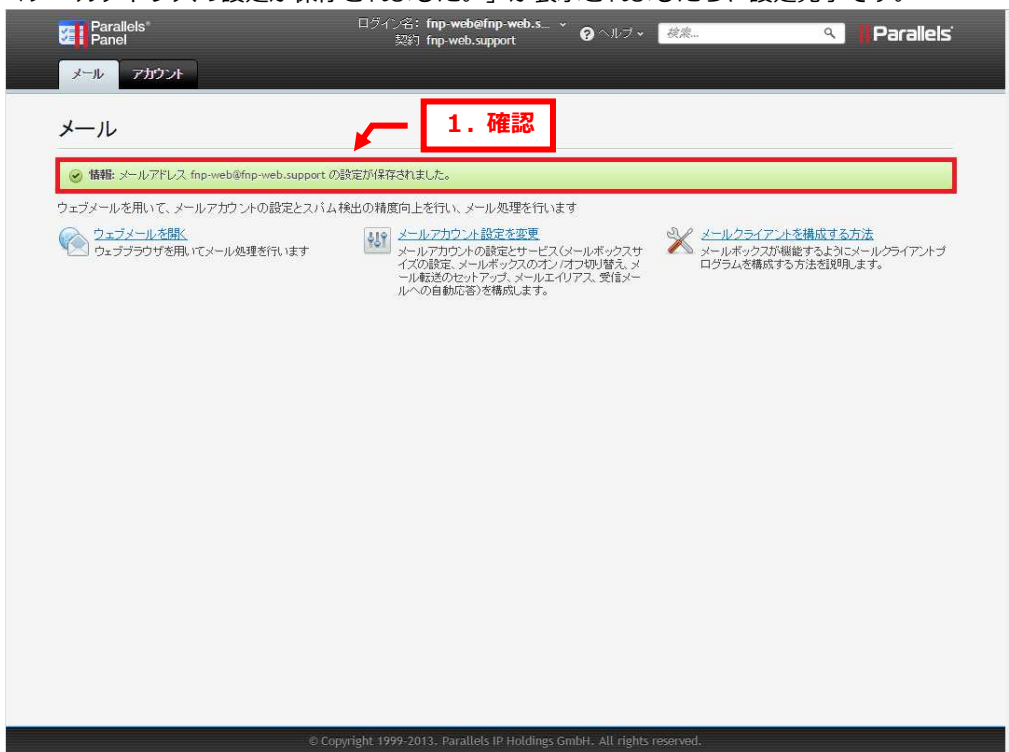 の設定が保存されました。」が表示されましたら、設定完了です。
Parallels®
Panel
ログイン名: fnp-web@fnp-web.s...
契約 fnp-web.support
ヘルプ
検索...
Parallels®
メール
アカウント
メール
1. 確認
情報: メールアドレス fnp-web@fnp-web.support の設定が保存されました。
ウェブメールを用いて、メールアカウントの設定とスパム検出の精度向上を行い、メール処理を行います
ウェブメールを開く
ウェブブラウザを用いてメール処理を行います
メールアカウント設定を変更
メールアカウントの設定とサービス(メールボックスサ
イズの設定、メールボックスのオン/オフ切り替え、メ
ール転送のセットアップ、メールエイリアス、受信メー
ルへの自動応答)を構成します。
メールクライアントを構成する方法
メールボックスが機能するようにメールクライアントプ
ログラムを構成する方法を説明します。
© Copyright 1999-2013. Parallels IP Holdings GmbH. All rights reserved.